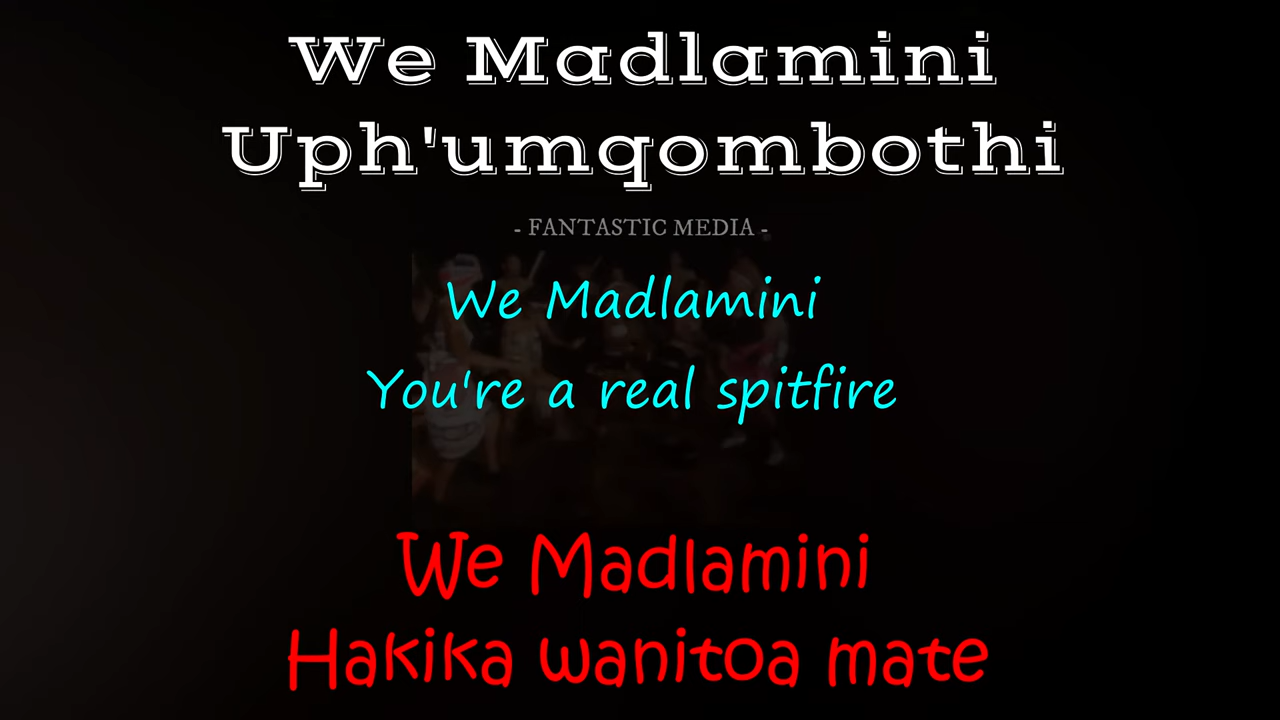 We Madlamini
Uph'umqombothi
- FANTASTIC MEDIA -
We Madlamini
You're a real spitfire
We Madlamini
Hakika wanitoa mate